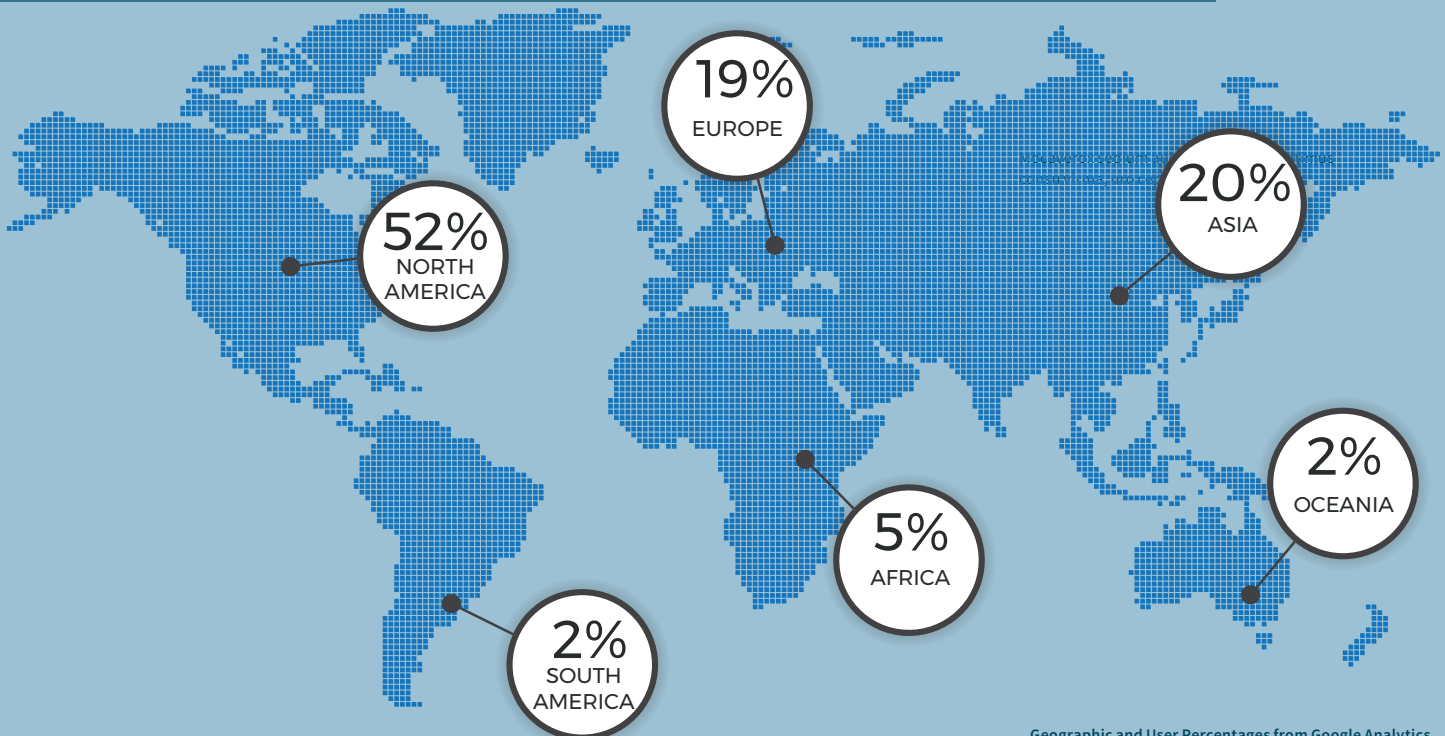 19%
EUROPE
52%
NORTH
AMERICA
20%
ASIA
2%
OCEANIA
5%
AFRICA
2%
SOUTH
AMERICA
Geographic and User Percentages from Google Analytics